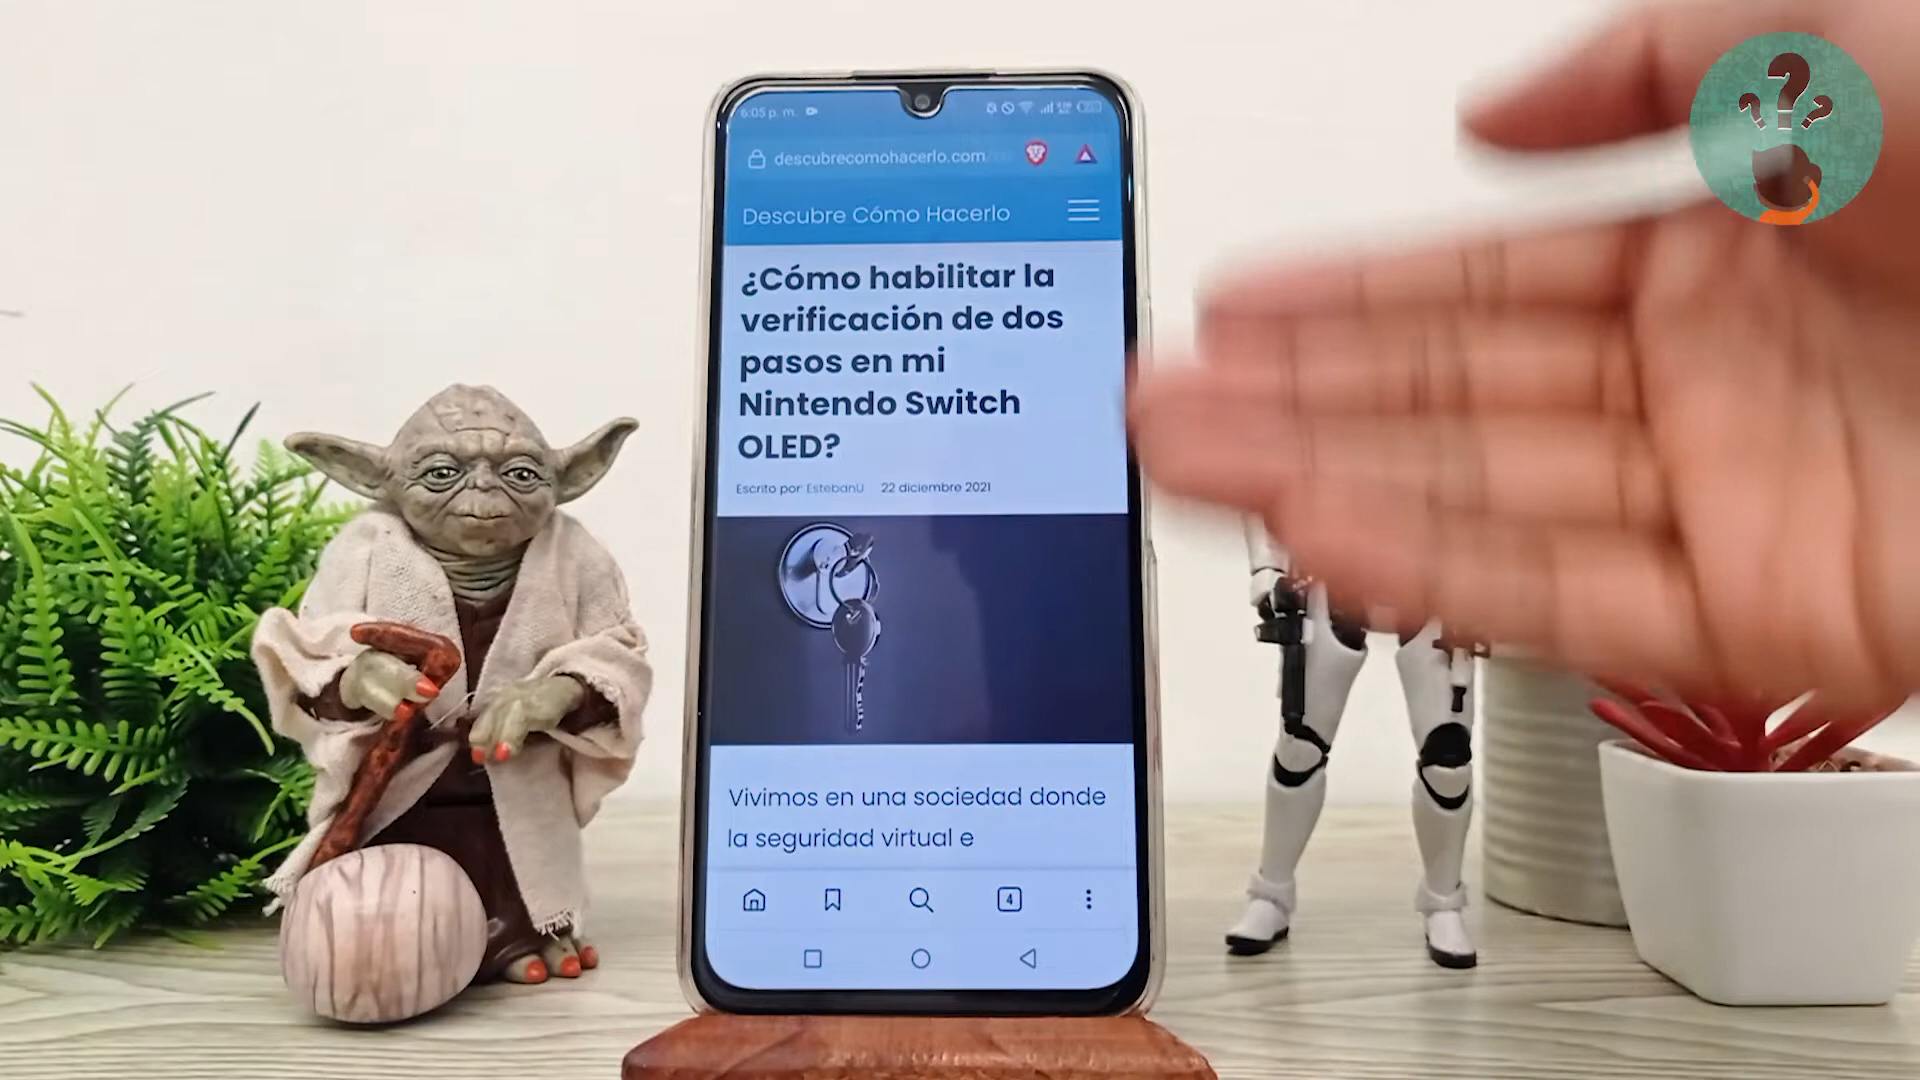 6:05 p. m.
descubrecomohacerlo.com
Descubre Cómo Hacerlo
¿Cómo habilitar la
verificación de dos
pasos en mi
Nintendo Switch
OLED?
Escrito por EstebanU 22 diciembre 2021
Vivimos en una sociedad donde
la seguridad virtual e
4